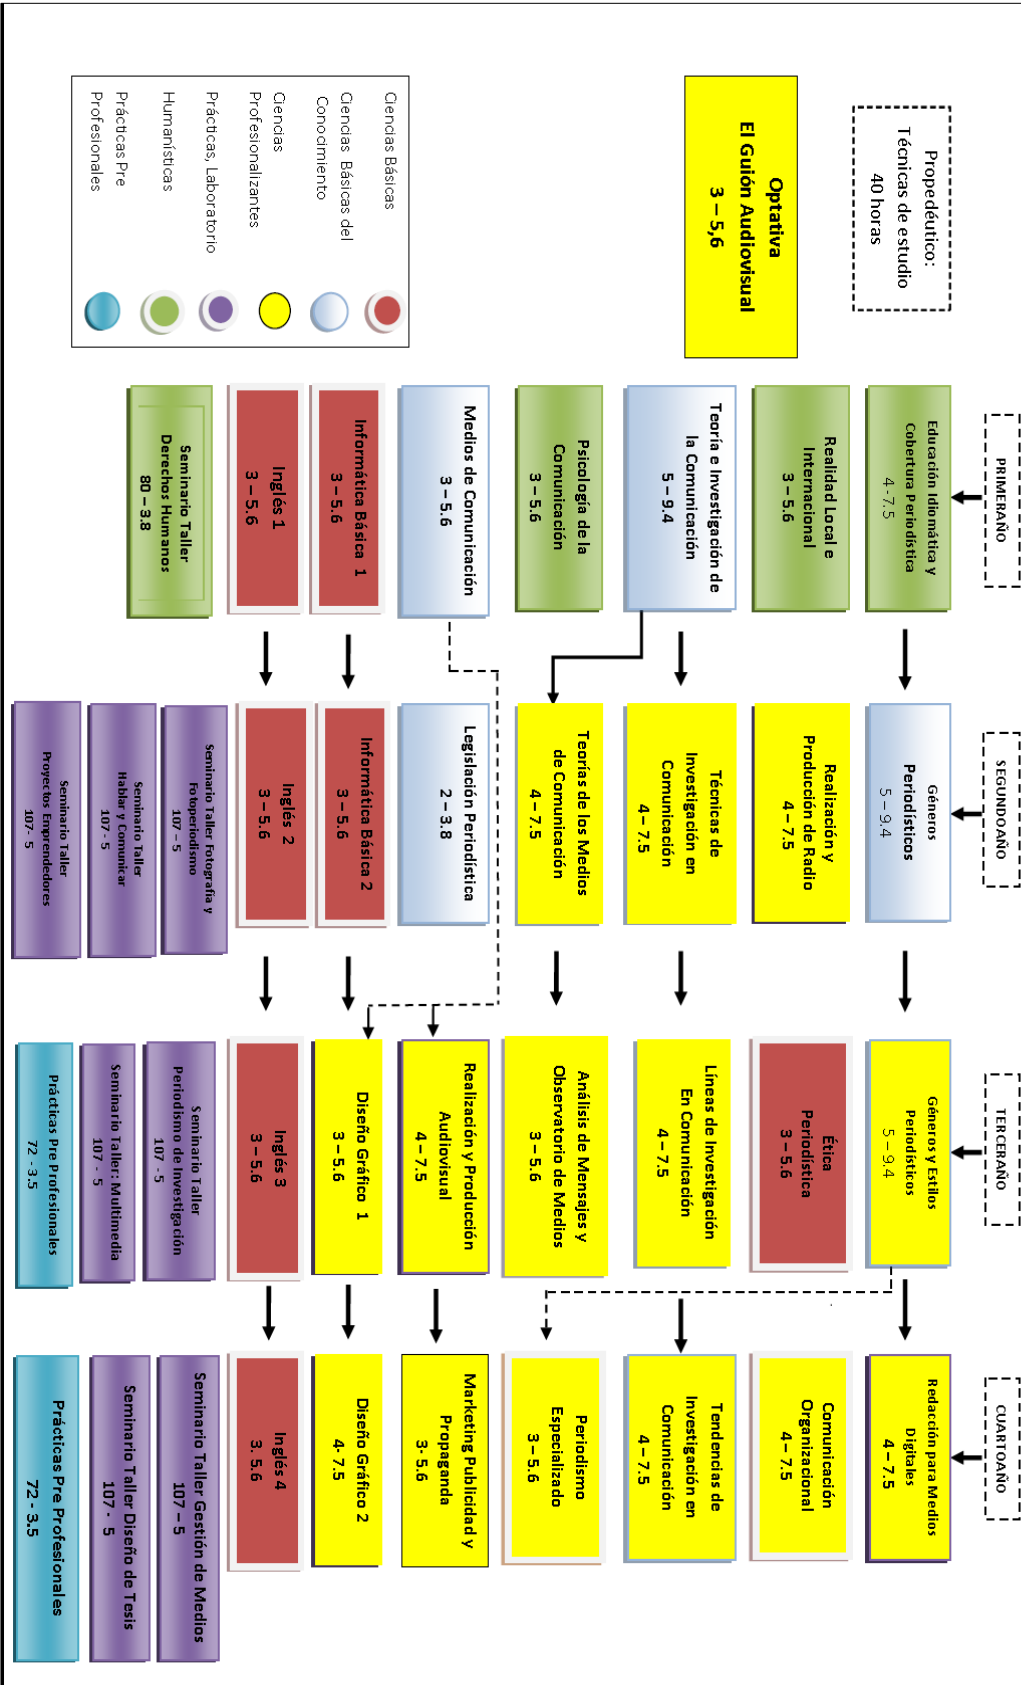 Propedéutico:
Técnicas de estudio
40 horas
Optativa
El Guión Audiovisual
3 – 5,6
Ciencias Básicas
Ciencias Básicas del
Conocimiento
Ciencias
Profesionalizantes
Prácticas, Laboratorio
Humanísticas
Prácticas Pre
Profesionales
PRIMERAÑO
Educación Idiomática y
Cobertura Periodística
4 -7.5
Realidad Local e
Internacional
3 – 5.6
Teoría e Investigación de
la Comunicación
5 – 9.4
Psicología de la
Comunicación
3 – 5.6
Medios de Comunicación
3 – 5.6
Informática Básica 1
3 – 5.6
Inglés 1
3 – 5.6
Seminario Taller
Derechos Humanos
80 – 3.8
SEGUNDOAÑO
Géneros
Periodísticos
5 – 9.4
Realización y
Producción de Radio
4 – 7.5
Técnicas de
Investigación en
Comunicación
4 – 7.5
Teorías de los Medios
de Comunicación
4 – 7.5
Legislación Periodística
2 – 3.8
Informática Básica 2
3 – 5.6
Inglés 2
3 – 5.6
Seminario Taller Fotografía y
Fotoperiodismo
107 – 5
Seminario Taller
Hablar y Comunicar
107 - 5
Seminario Taller
Proyectos Emprendedores
107- 5
TERCERAÑO
Géneros y Estilos
Periodísticos
5 – 9.4
Ética
Periodística
3 – 5.6
Líneas de Investigación
En Comunicación
4 – 7.5
Análisis de Mensajes y
Observatorio de Medios
3 – 5.6
Realización y Producción
Audiovisual
4 – 7.5
Diseño Gráfico 1
3 – 5.6
Inglés 3
3 – 5.6
Seminario Taller
Periodismo de Investigación
107 - 5
Seminario Taller: Multimedia
107 - 5
Prácticas Pre Profesionales
72 - 3.5
CUARTOAÑO
Redacción para Medios
Digitales
4 – 7.5
Comunicación
Organizacional
4 – 7.5
Tendencias de
Investigación en
Comunicación
4 – 7.5
Periodismo
Especializado
3 – 5.6
Marketing Publicidad y
Propaganda
3- 5.6
Diseño Gráfico 2
4- 7.5
Inglés 4
3. 5.6
Seminario Taller Gestión de Medios
107 – 5
Seminario Taller Diseño de Tesis
107 - 5
Prácticas Pre Profesionales
72 - 3.5